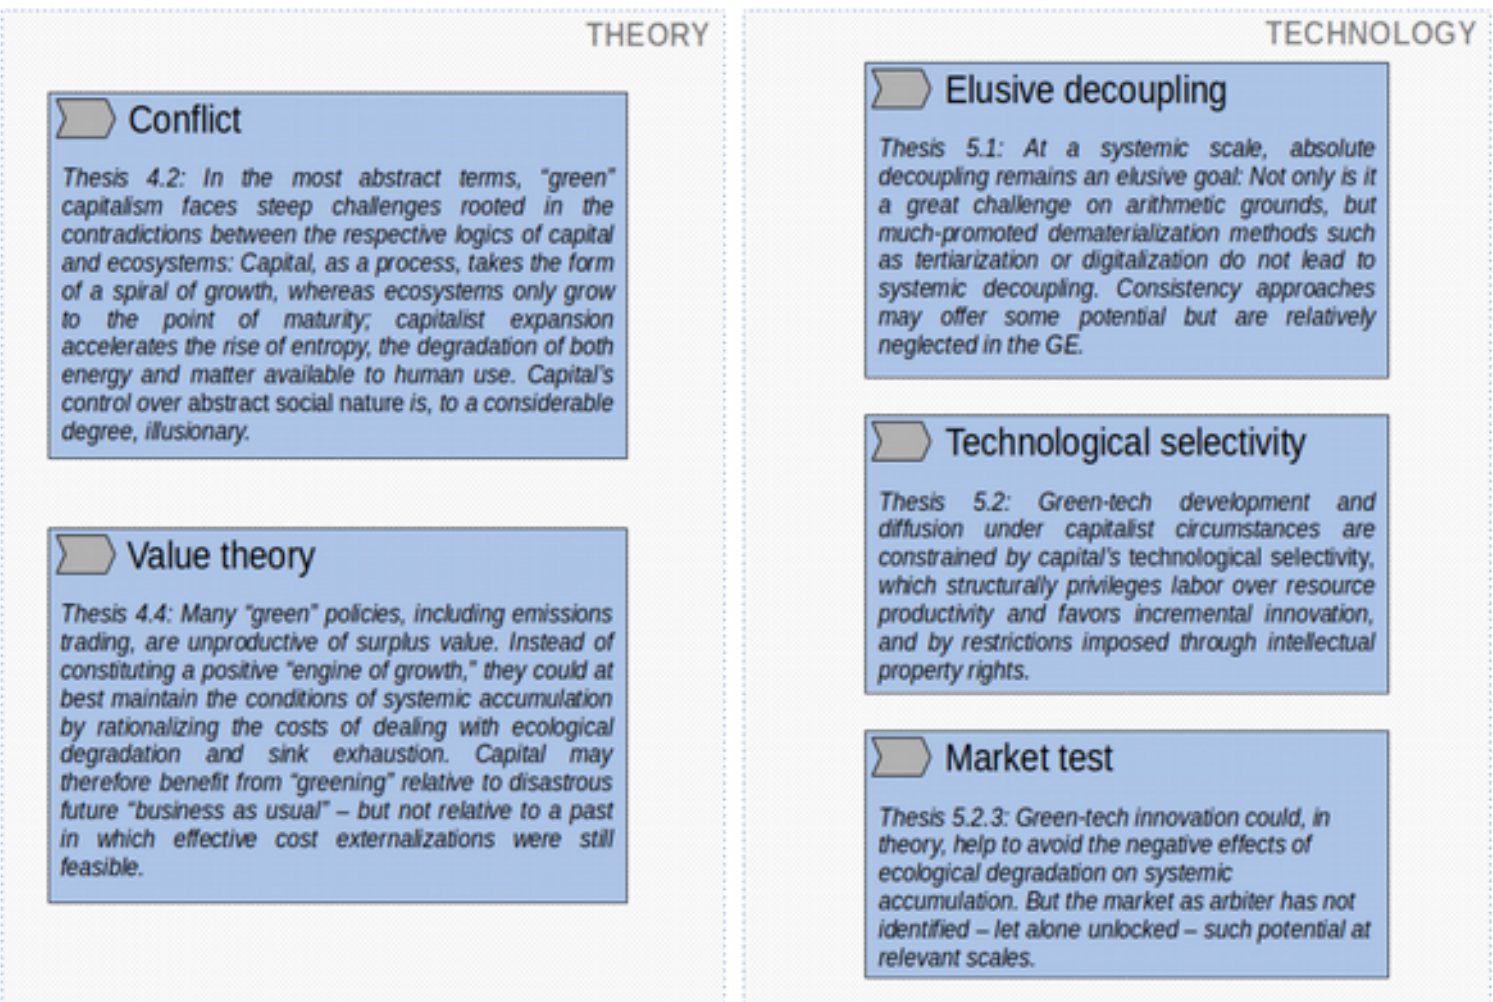 THEORY
Conflict
Thesis 4.2: In the most abstract terms, “green”
capitalism faces steep challenges rooted in the
contradictions between the respective logics of capital
and ecosystems: Capital, as a process, takes the form
of a spiral of growth, whereas ecosystems only grow
to the point of maturity; capitalist expansion
accelerates the rise of entropy, the degradation of both
energy and matter available to human use. Capital’s
control over abstract social nature is, to a considerable
degree, illusionary.
Value theory
Thesis 4.4: Many “green” policies, including emissions
trading, are unproductive of surplus value. Instead of
constituting a positive “engine of growth,” they could at
best maintain the conditions of systemic accumulation
by rationalizing the costs of dealing with ecological
degradation and sink exhaustion. Capital may
therefore benefit from “greening” relative to disastrous
future “business as usual” – but not relative to a past
in which effective cost externalizations were still
feasible.
TECHNOLOGY
Elusive decoupling
Thesis 5.1: At a systemic scale, absolute
decoupling remains an elusive goal: Not only is it
a great challenge on arithmetic grounds, but
much-promoted dematerialization methods such
as tertiarization or digitalization do not lead to
systemic decoupling. Consistency approaches
may offer some potential but are relatively
neglected in the GE.
Technological selectivity
Thesis 5.2: Green-tech development and
diffusion under capitalist circumstances are
constrained by capital’s technological selectivity,
which structurally privileges labor over resource
productivity and favors incremental innovation,
and by restrictions imposed through intellectual
property rights.
Market test
Thesis 5.2.3: Green-tech innovation could, in
theory, help to avoid the negative effects of
ecological degradation on systemic
accumulation. But the market as arbiter has not
identified – let alone unlocked – such potential at
relevant scales.